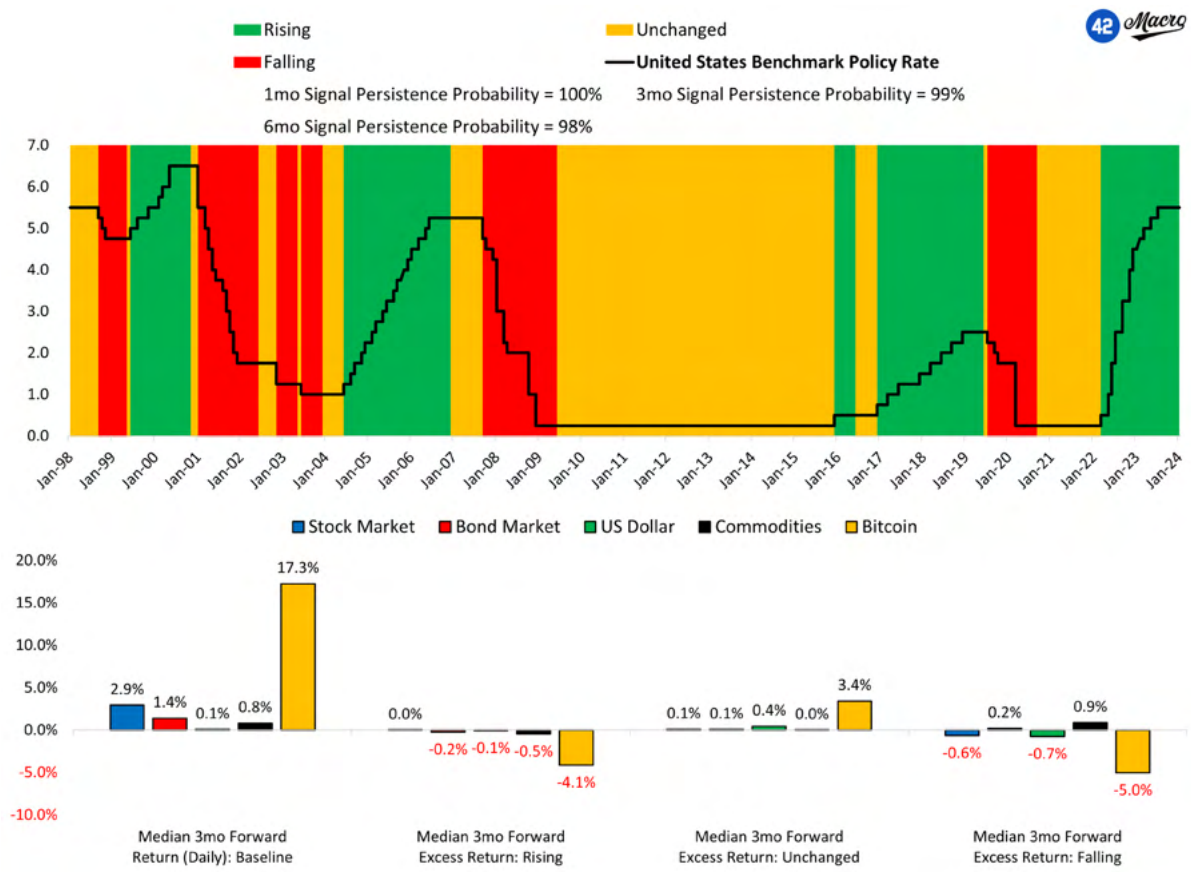 Rising
Unchanged
42 Macro
Falling
United States Benchmark Policy Rate
1mo Signal Persistence Probability = 100%
3mo Signal Persistence Probability = 99%
6mo Signal Persistence Probability = 98%
7.0
6.0
5.0
4.0
3.0
2.0
1.0
0.0
Jan-98 Jan-99 Jan-00 Jan-01 Jan-02 Jan-03 Jan-04 Jan-05 Jan-06 Jan-07 Jan-08 Jan-09 Jan-10 Jan-11 Jan-12 Jan-13 Jan-14 Jan-15 Jan-16 Jan-17 Jan-18 Jan-19 Jan-20 Jan-21 Jan-22 Jan-23 Jan-24
Stock Market Bond Market US Dollar Commodities Bitcoin
20.0%
15.0%
10.0%
5.0%
0.0%
-5.0%
-10.0%
2.9% 1.4% 0.1% 0.8% 17.3%
0.0% -0.2% -0.1% -0.5% -4.1%
0.1% 0.1% 0.4% 0.0% 3.4%
-0.6% 0.2% -0.7% 0.9% -5.0%
Median 3mo Forward
Return (Daily): Baseline
Median 3mo Forward
Excess Return: Rising
Median 3mo Forward
Excess Return: Unchanged
Median 3mo Forward
Excess Return: Falling